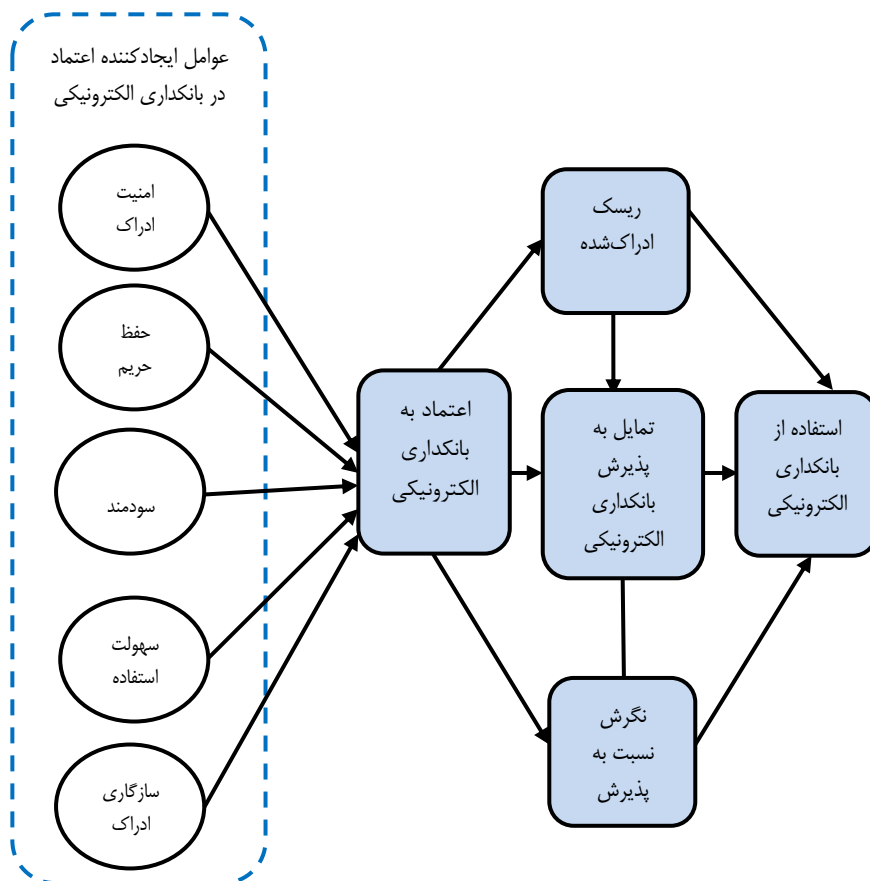 عوامل ایجادکننده اعتماد
در بانکداری الکترونیکی
امنیت
ادراک
حفظ
حریم
سودمند
سهولت
استفاده
سازگاری
ادراک
اعتماد به
بانکداری
الکترونیکی
ریسک
ادراک‌شده
تمایل به
پذیرش
بانکداری
الکترونیکی
نگرش
نسبت به
پذیرش
استفاده از
بانکداری
الکترونیکی